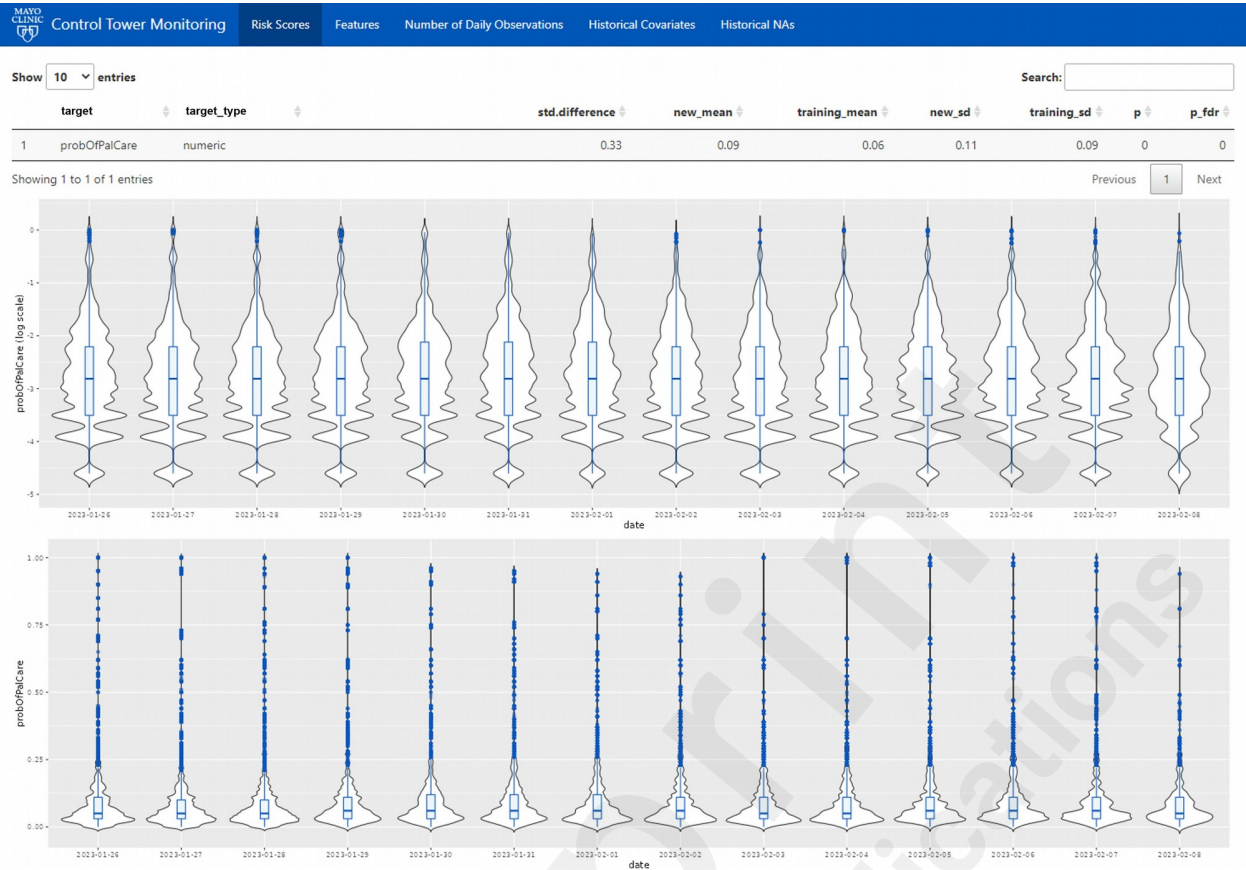 MAYO
CLINIC
Control Tower Monitoring Risk Scores Features Number of Daily Observations Historical Covariates Historical NAs
Show 10 entries Search:
target target_type std.difference new_mean training_mean new_sd training_sd p p_fdr
1 probOfPalCare numeric 0.33 0.09 0.06 0.11 0.09 0 0
Showing 1 to 1 of 1 entries Previous 1 Next
probOfPalCare (log scale)
0
-1
-2
-3
-4
-5
2023-01-26 2023-01-27 2023-01-28 2023-01-29 2023-01-30 2023-01-31 2023-02-01 2023-02-02 2023-02-03 2023-02-04 2023-02-05 2023-02-06 2023-02-07 2023-02-08
date
probOfPalCare
1.00
0.75
0.50
0.25
0.00
2023-01-26 2023-01-27 2023-01-28 2023-01-29 2023-01-30 2023-01-31 2023-02-01 2023-02-02 2023-02-03 2023-02-04 2023-02-05 2023-02-06 2023-02-07 2023-02-08
date